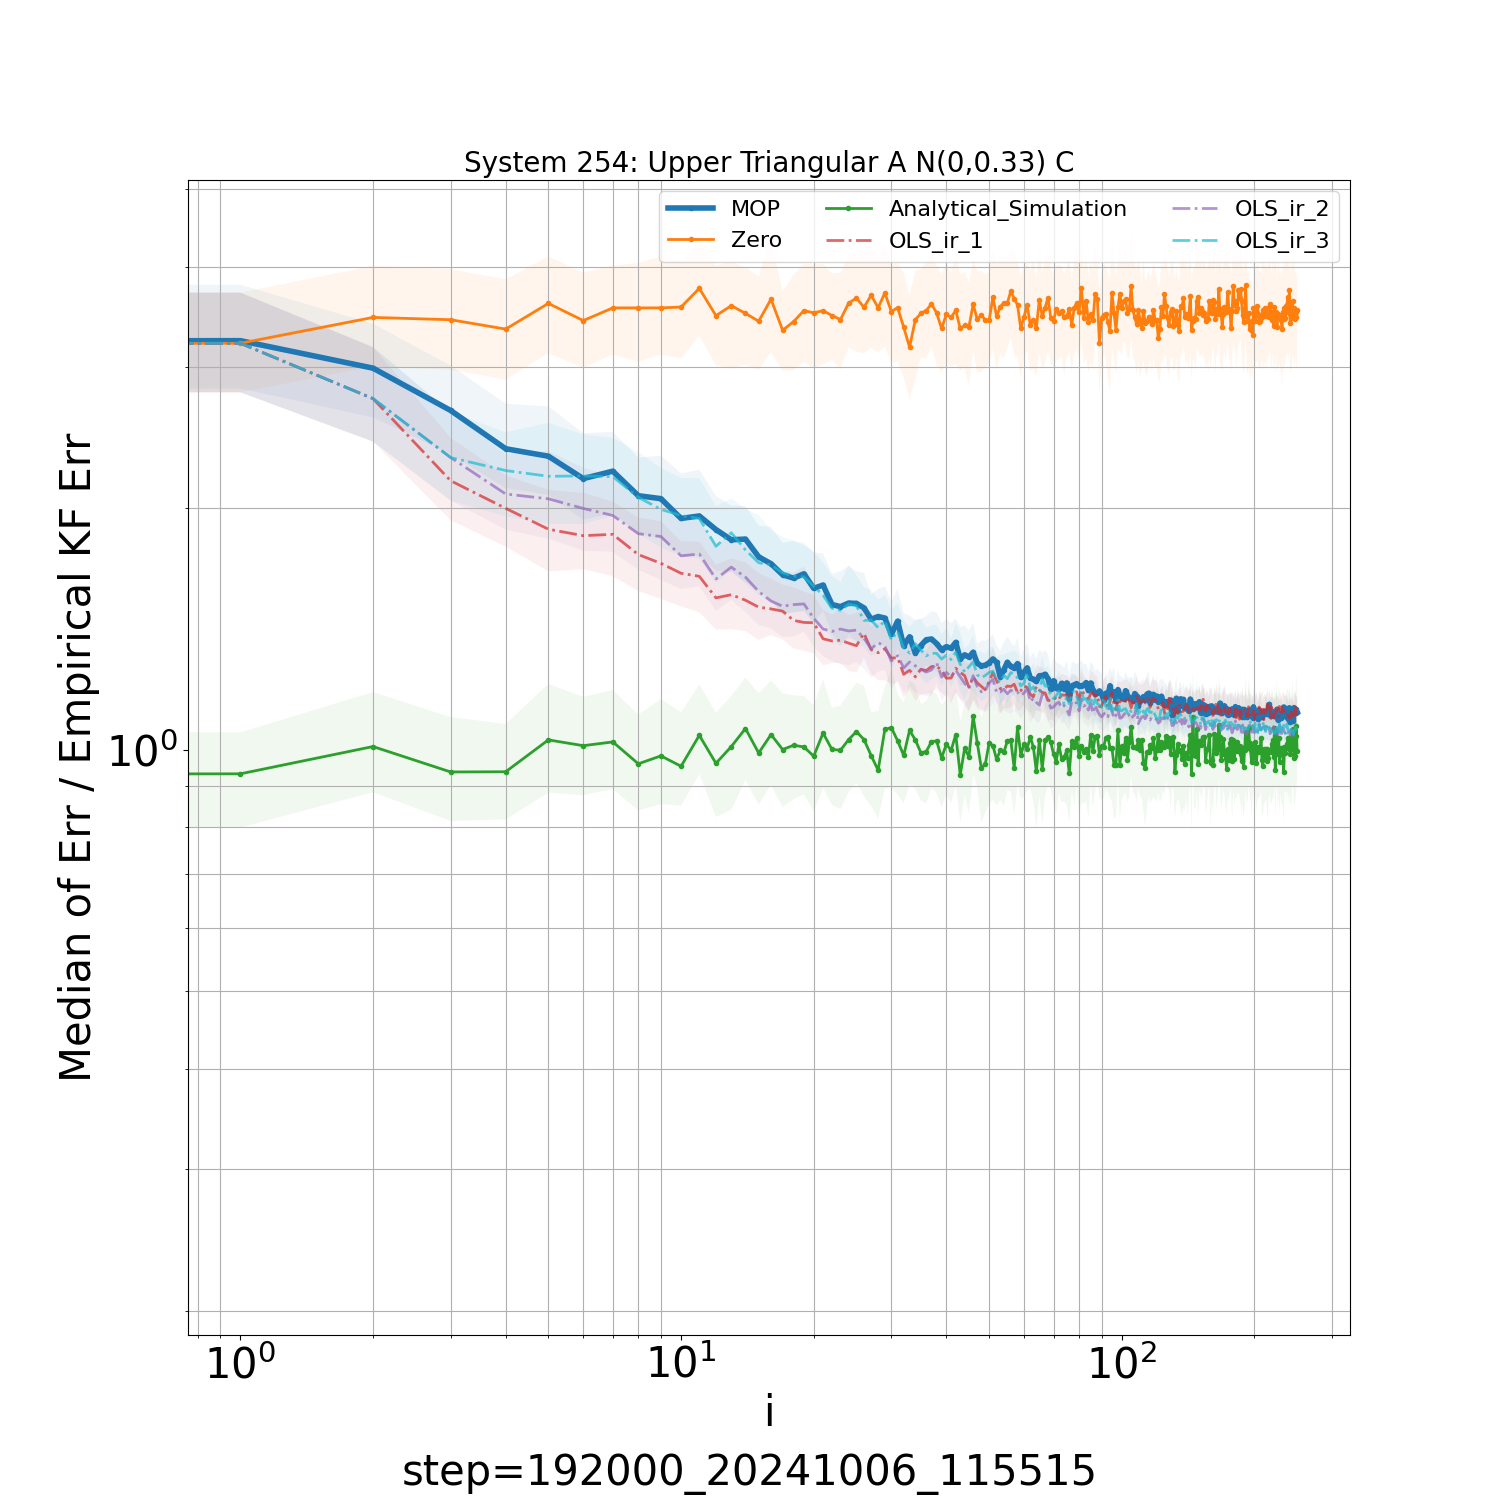 System 254: Upper Triangular A N(0,0.33) C
MOP
Zero
Analytical_Simulation
OLS_ir_1
OLS_ir_2
OLS_ir_3
Median of Err / Empirical KF Err
10⁰
10⁰ 10¹ 10²
i
step=192000_20241006_115515